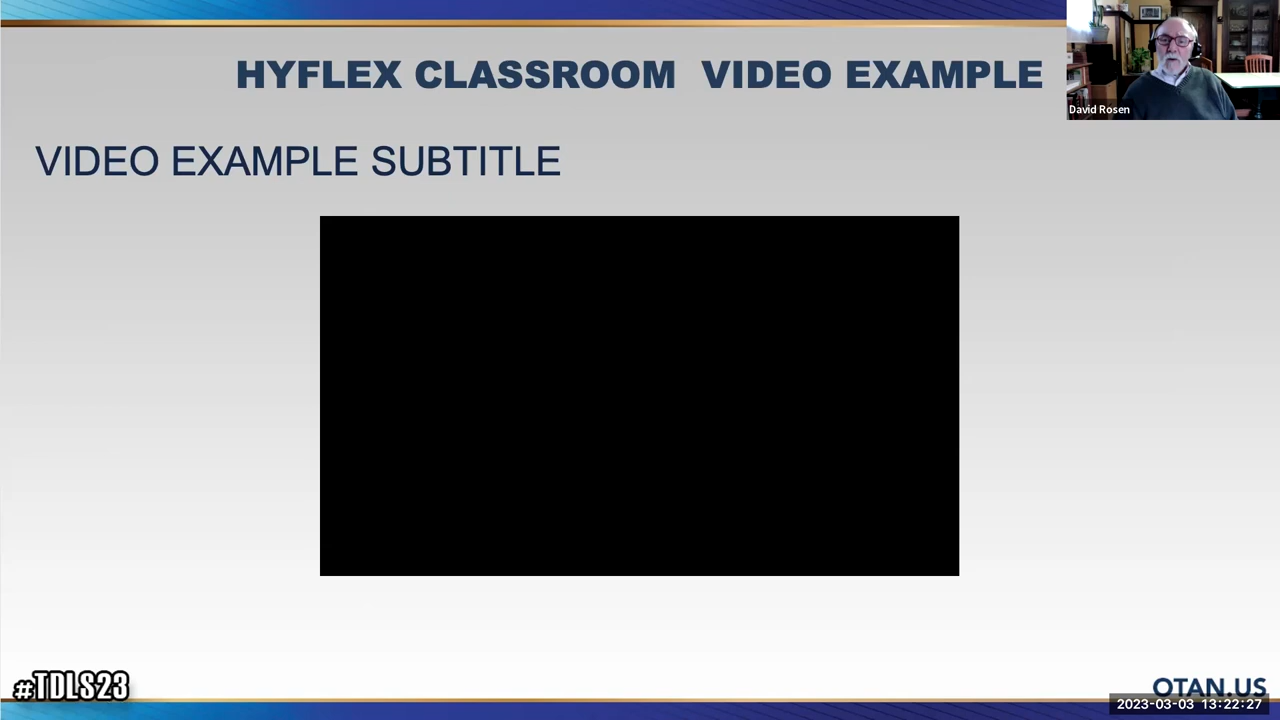 HYFLEX CLASSROOM  VIDEO EXAMPLE
David Rosen
VIDEO EXAMPLE SUBTITLE
#TDLS23
OTAN.US
2023-03-03 13:22:27